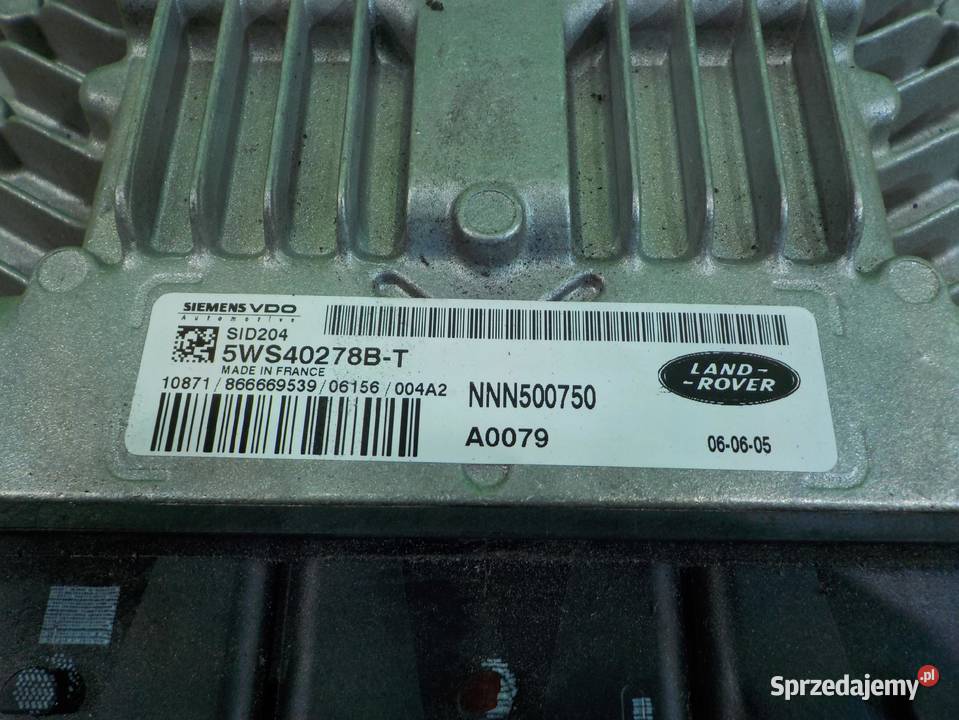 SIEMENS VDO
Automotive
SID204
5WS40278B-T
MADE IN FRANCE
10871/866669539/06156/004A2
NNN500750
A0079
LAND-
-ROVER
06-06-05
Sprzedajemy.pl